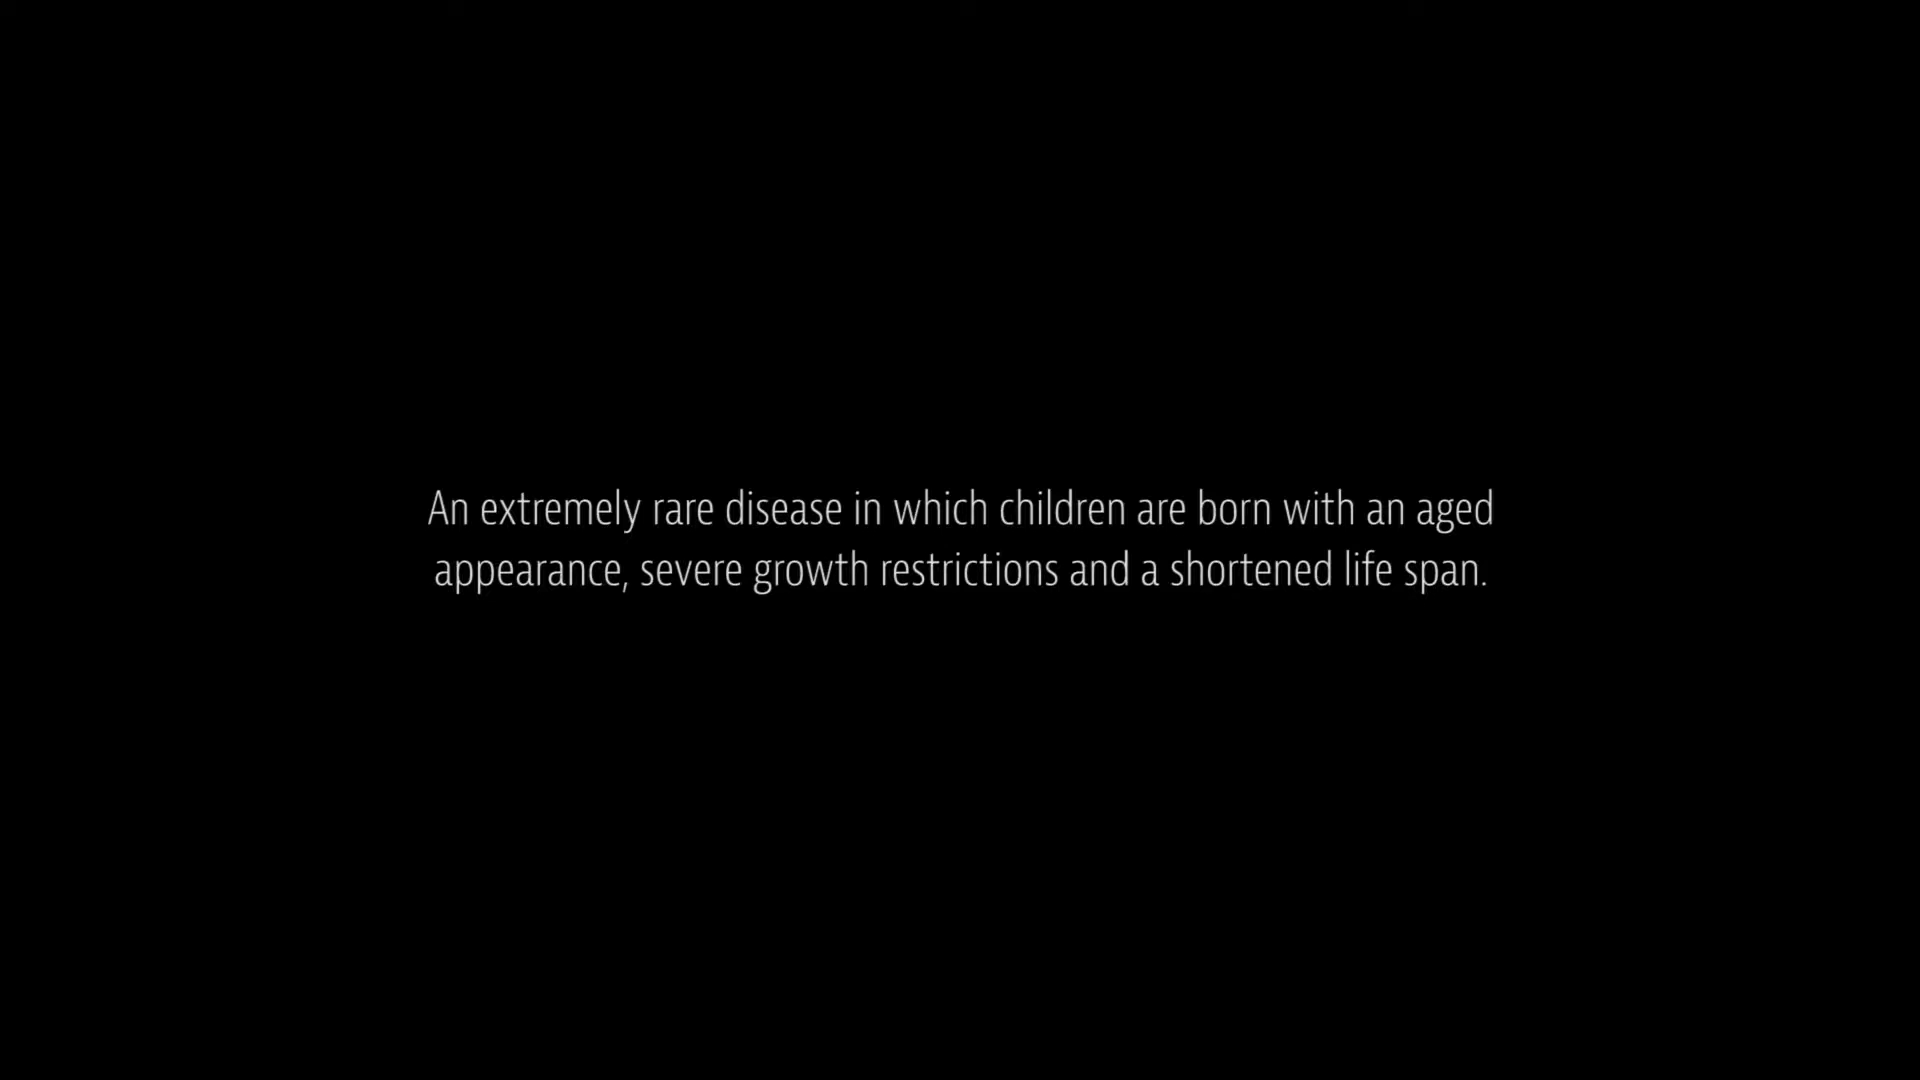 An extremely rare disease in which children are born with an aged
appearance, severe growth restrictions and a shortened life span.